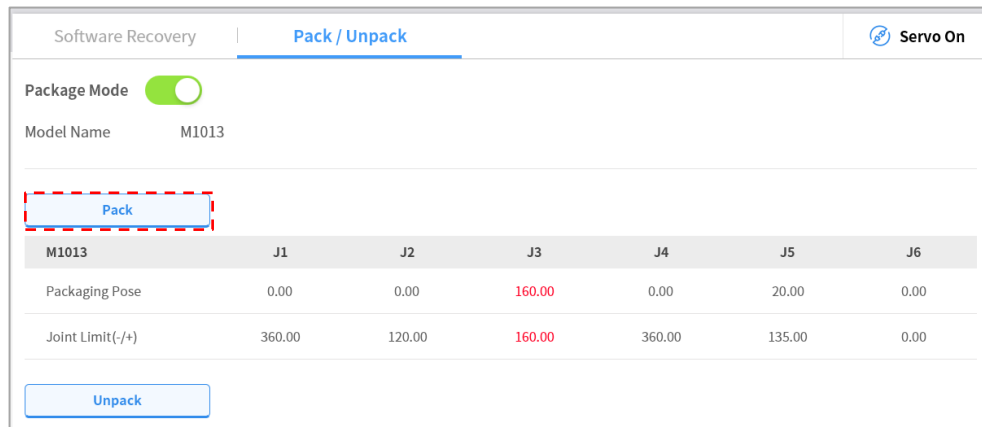 Software Recovery Pack / Unpack Servo On
Package Mode
Model Name M1013
Pack
M1013 J1 J2 J3 J4 J5 J6
Packaging Pose 0.00 0.00 160.00 0.00 20.00 0.00
Joint Limit(-/+) 360.00 120.00 160.00 360.00 135.00 0.00
Unpack